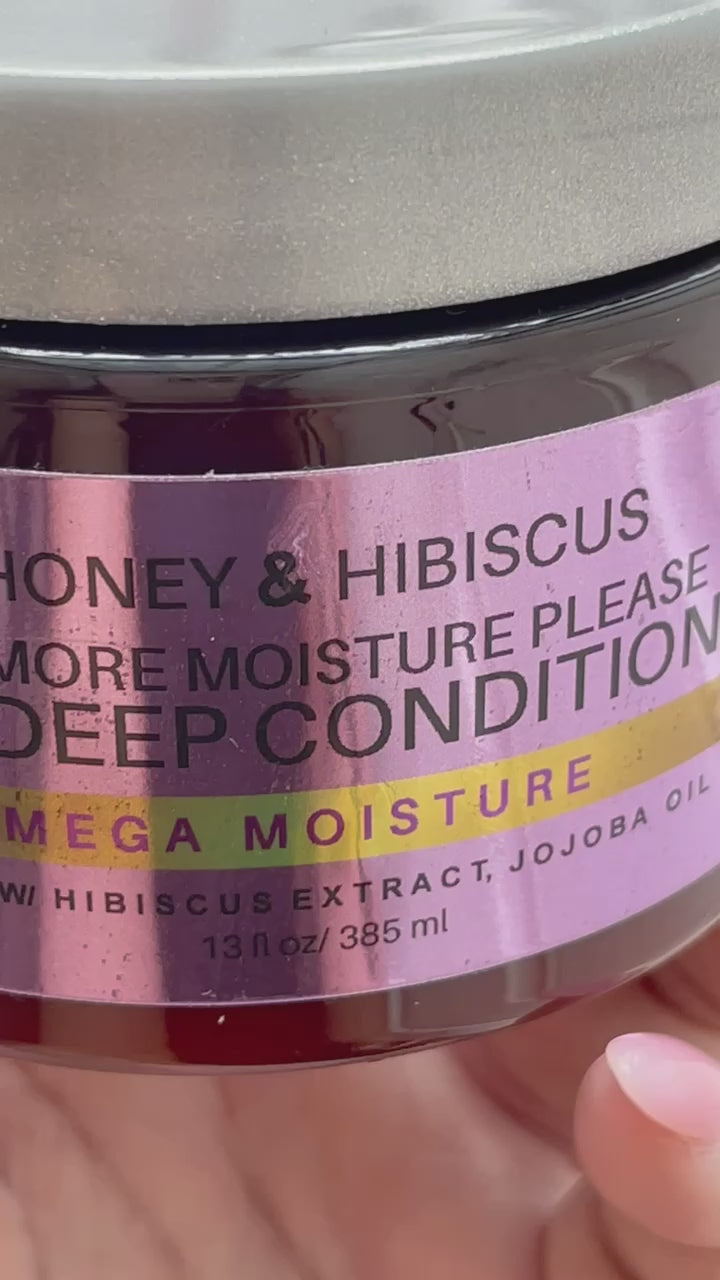 HONEY & HIBISCUS
MORE MOISTURE PLEASE
DEEP CONDITION
MEGA MOISTURE
W/ HIBISCUS EXTRACT, JOJOBA OIL
13 fl oz/ 385 ml